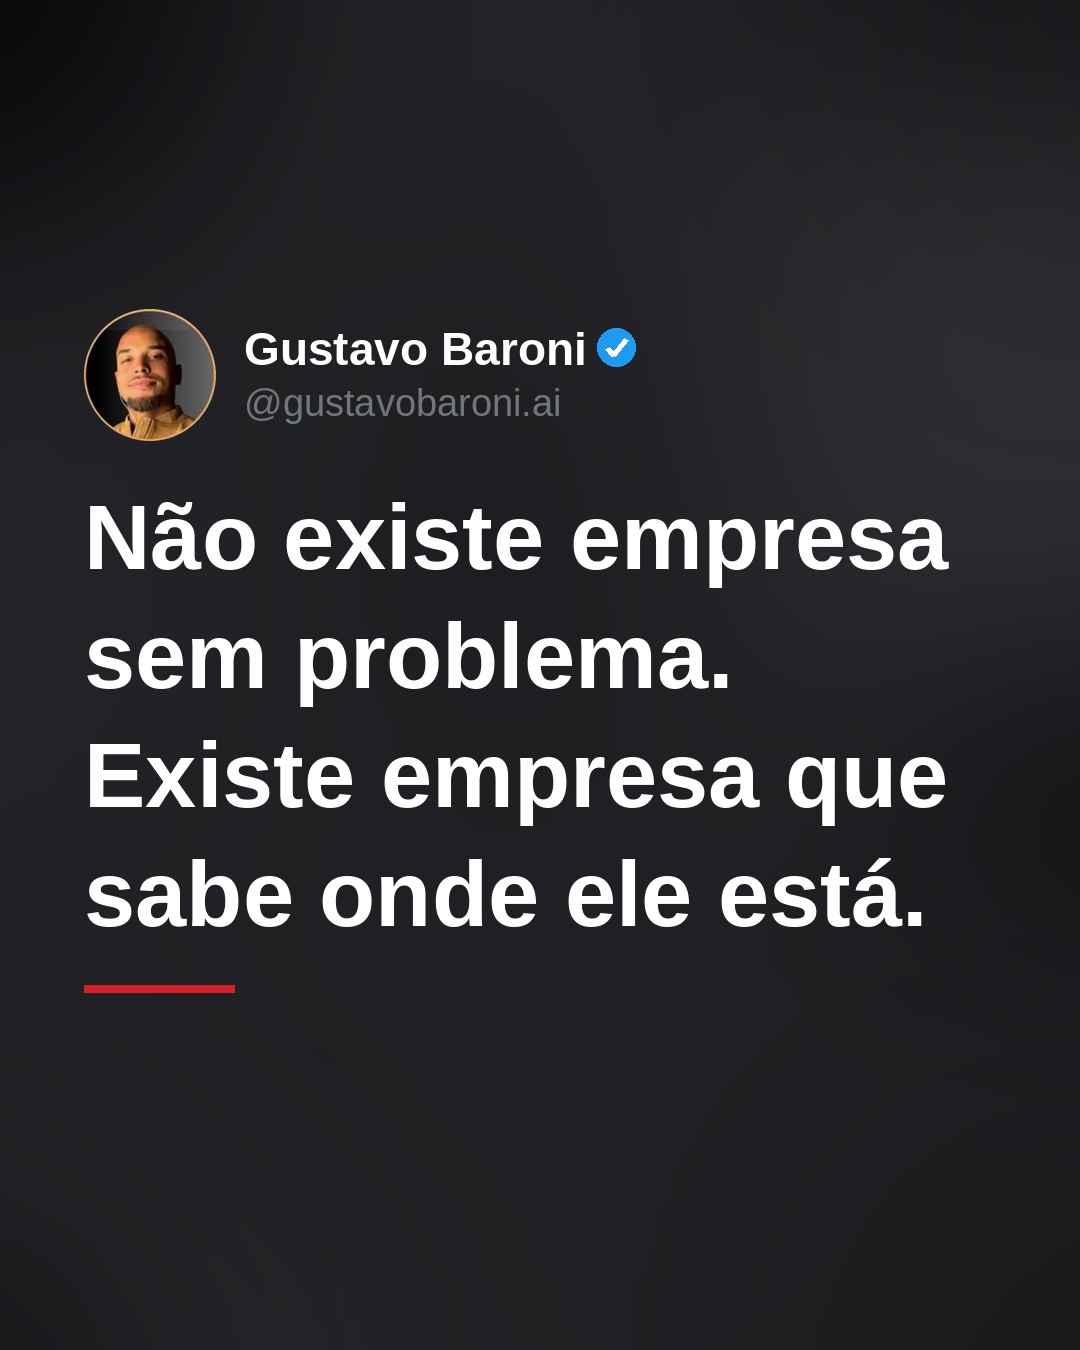 Gustavo Baroni
@gustavobaroni.ai
Não existe empresa
sem problema.
Existe empresa que
sabe onde ele está.